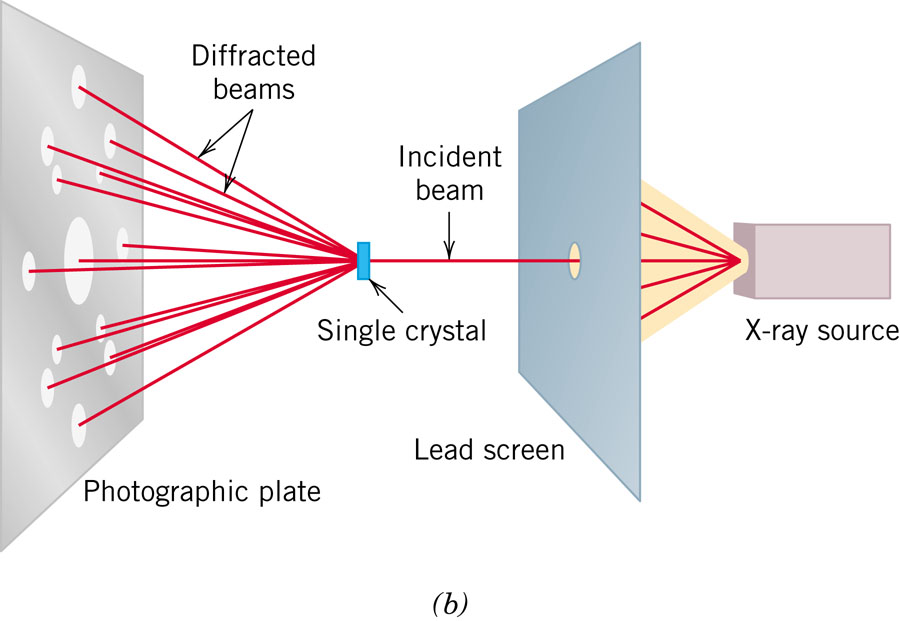 Diffracted
beams
Incident
beam
Single crystal
X-ray source
Lead screen
Photographic plate
(b)